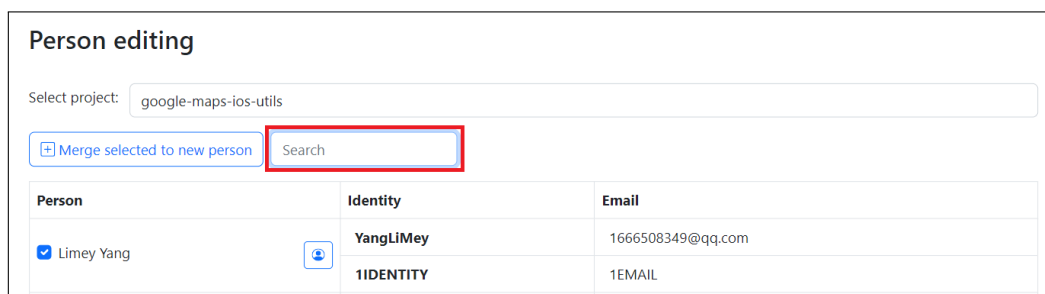 Person editing
Select project: google-maps-ios-utils
Merge selected to new person Search
Person Identity Email
Limey Yang YangLiMey 1666508349@qq.com
1IDENTITY 1EMAIL